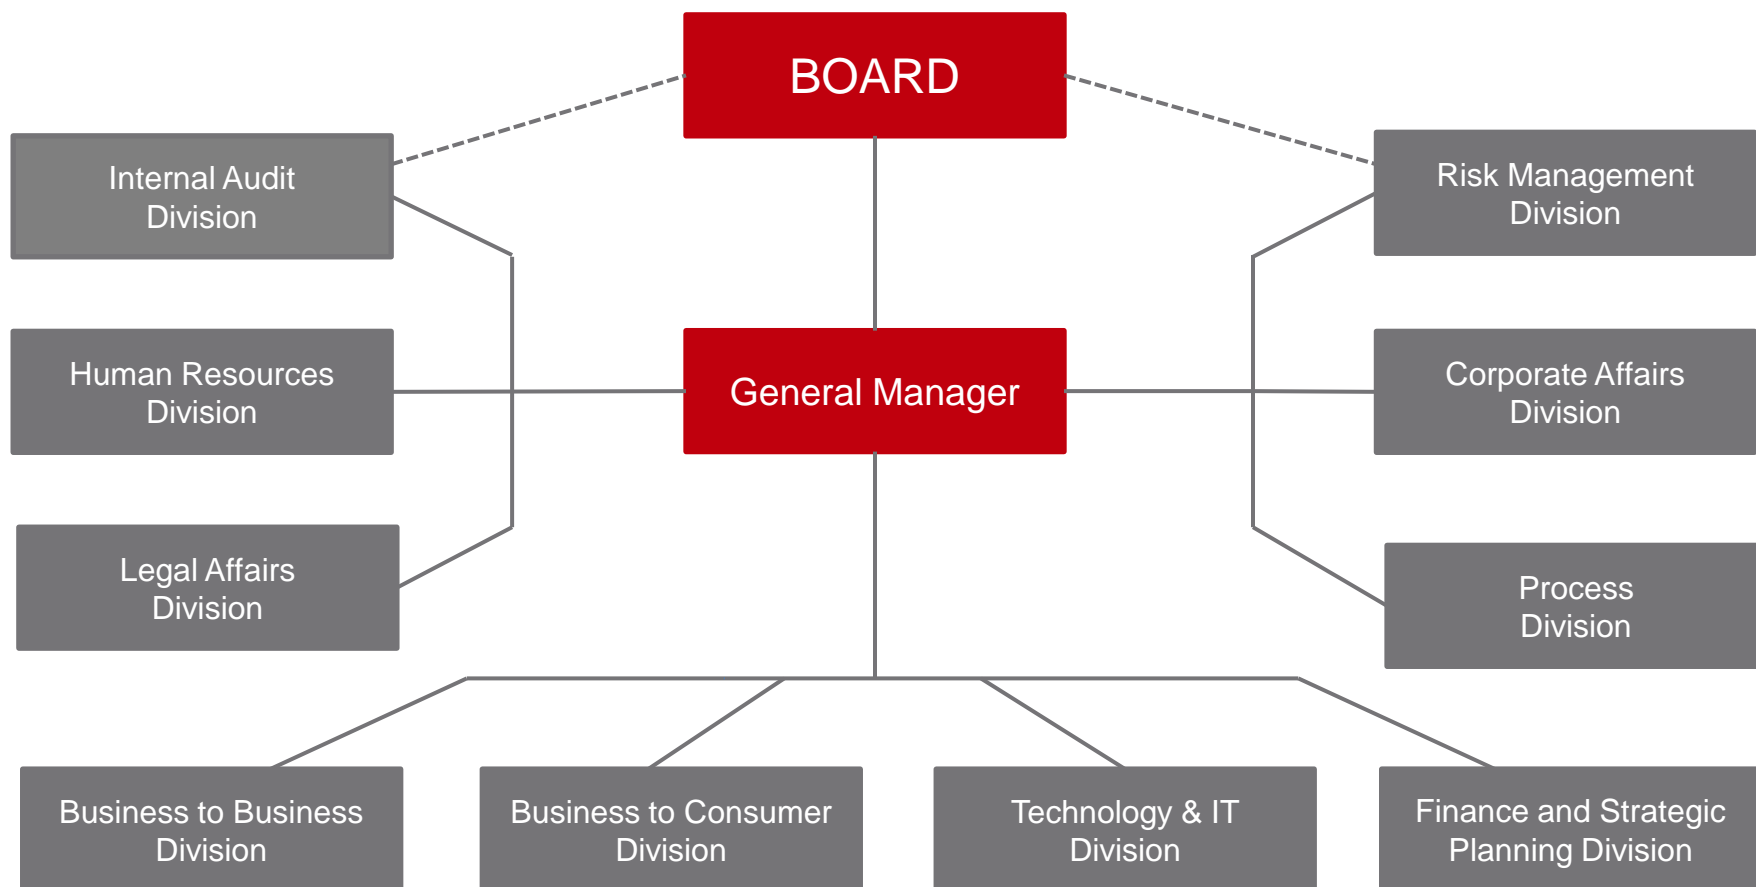 BOARD
Internal Audit
Division
Risk Management
Division
Human Resources
Division
General Manager
Corporate Affairs
Division
Legal Affairs
Division
Process
Division
Business to Business
Division
Business to Consumer
Division
Technology & IT
Division
Finance and Strategic
Planning Division